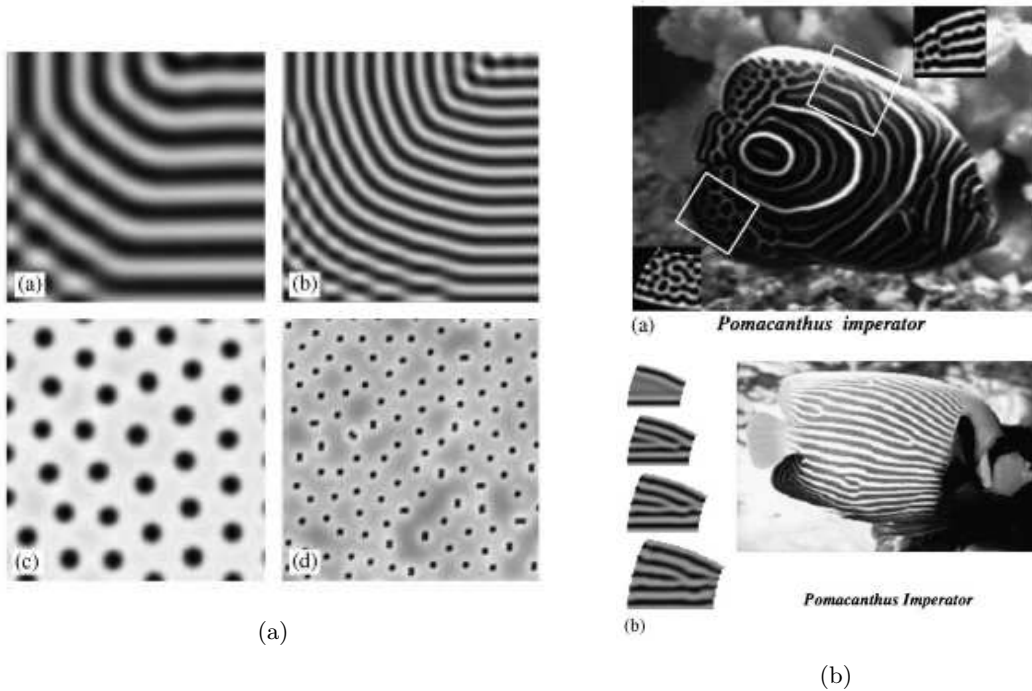 (a)
(b)
(c)
(d)
(a)
(a)
Pomacanthus imperator
(b)
Pomacanthus Imperator
(b)